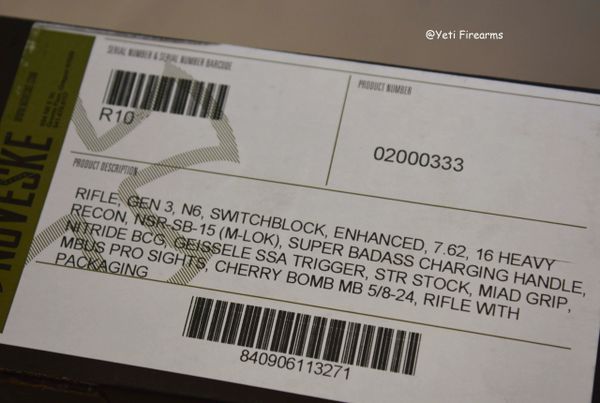 @Yeti Firearms
SERIAL NUMBER & SERIAL NUMBER BARCODE
R10
PRODUCT NUMBER
02000333
NOVESKE
PRODUCT DESCRIPTION
RIFLE, GEN 3, N6, SWITCHBLOCK, ENHANCED, 7.62, 16 HEAVY
RECON, NSR-SB-15 (M-LOK), SUPER BADASS CHARGING HANDLE,
NITRIDE BCG, GEISSELE SSA TRIGGER, STR STOCK, MIAD GRIP,
MBUS PRO SIGHTS, CHERRY BOMB MB 5/8-24, RIFLE WITH
PACKAGING
840906113271